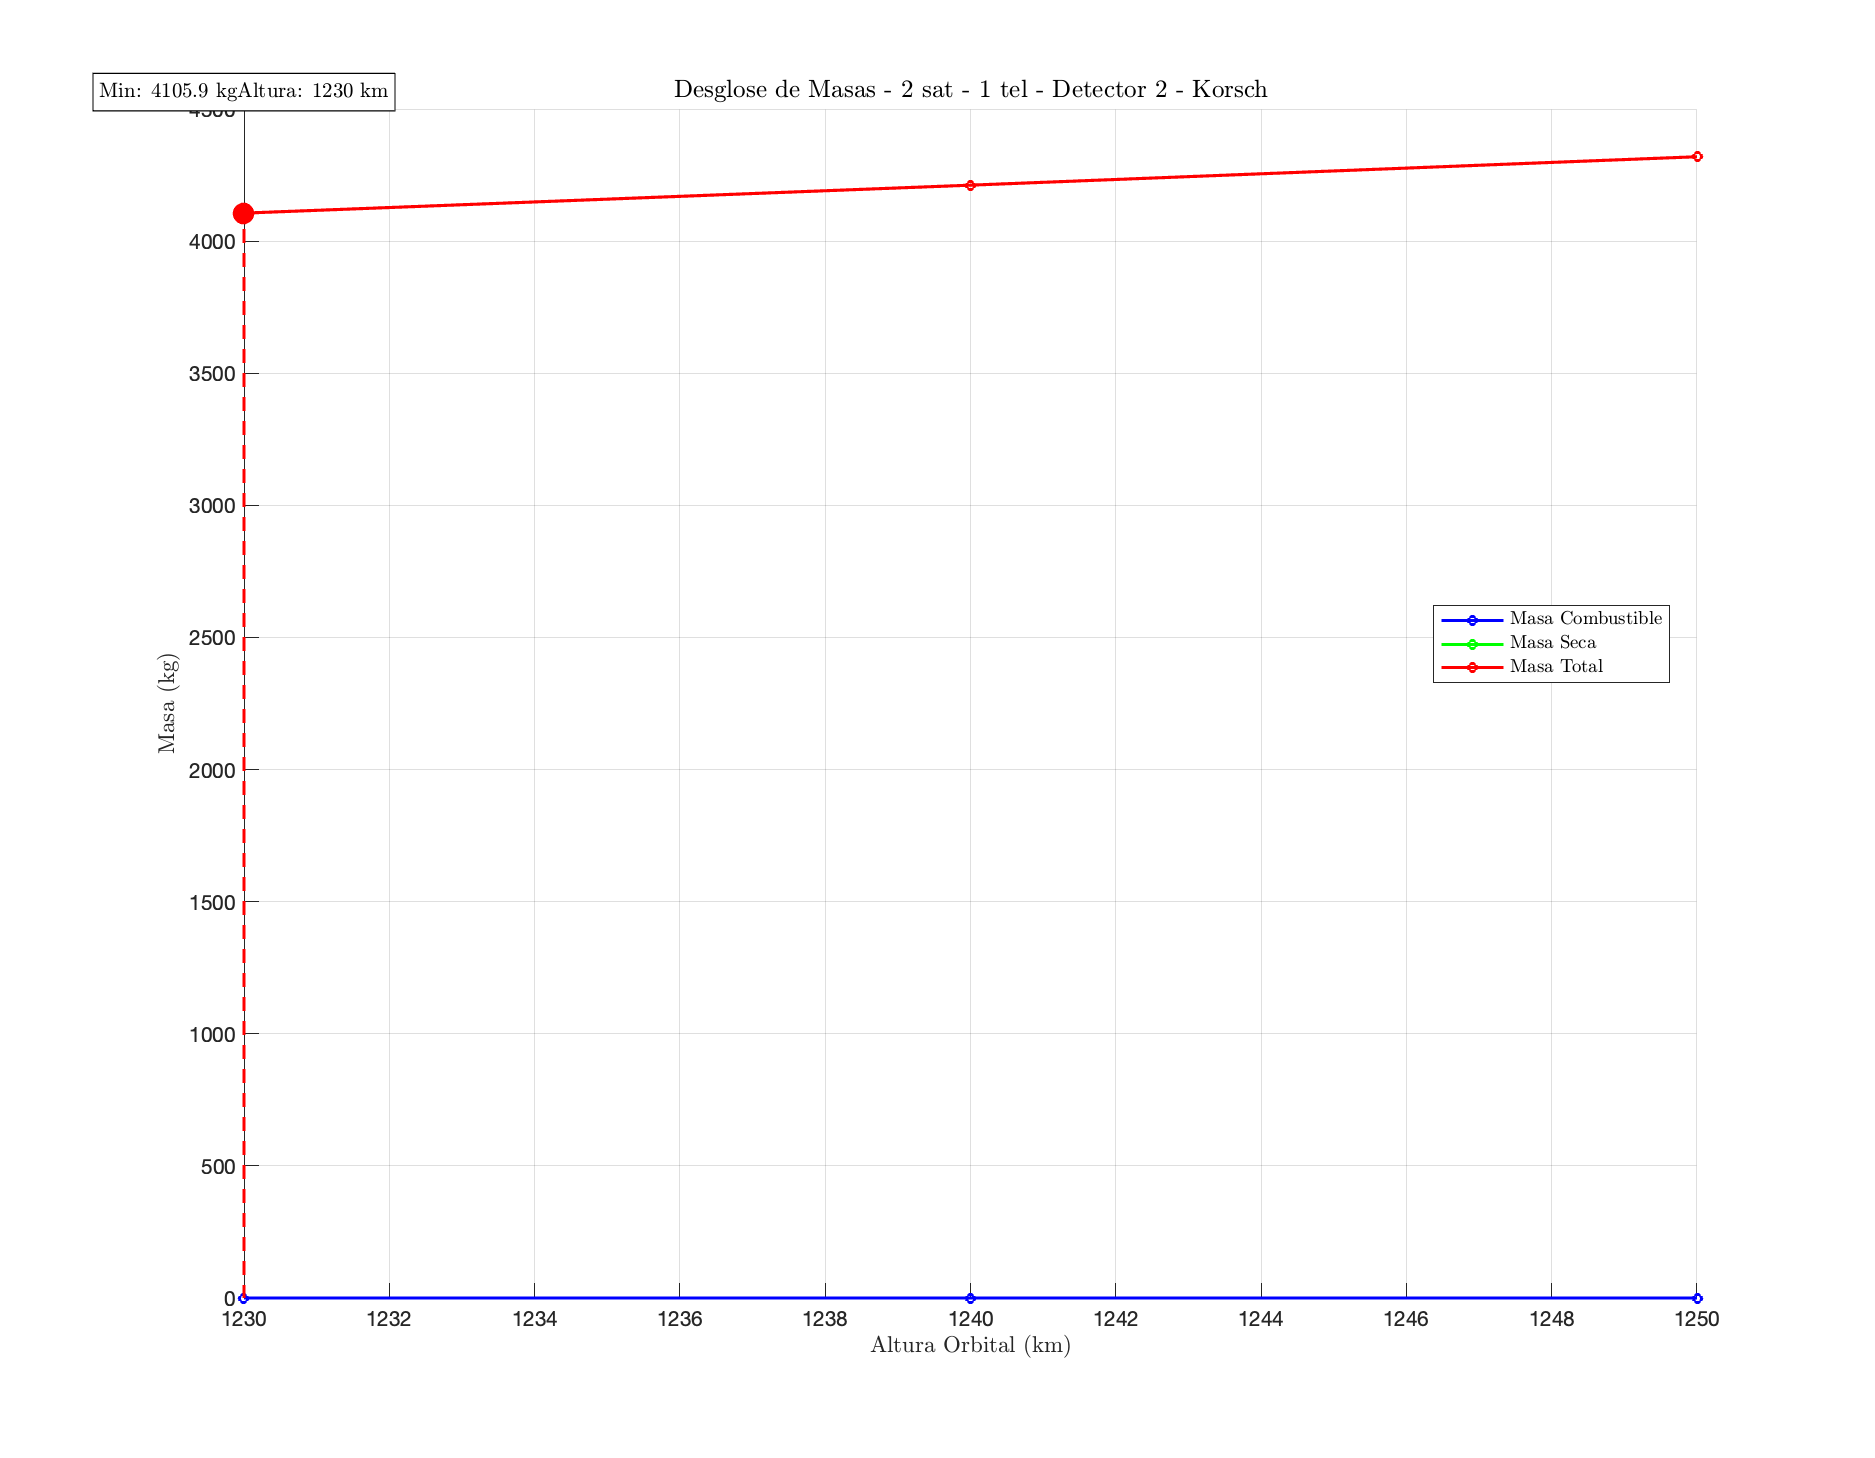 Min: 4105.9 kgAltura: 1230 km
Desglose de Masas - 2 sat - 1 tel - Detector 2 - Korsch
4500
4000
3500
3000
2500
2000
1500
1000
500
0
Masa (kg)
Masa Combustible
Masa Seca
Masa Total
1230 1232 1234 1236 1238 1240 1242 1244 1246 1248 1250
Altura Orbital (km)